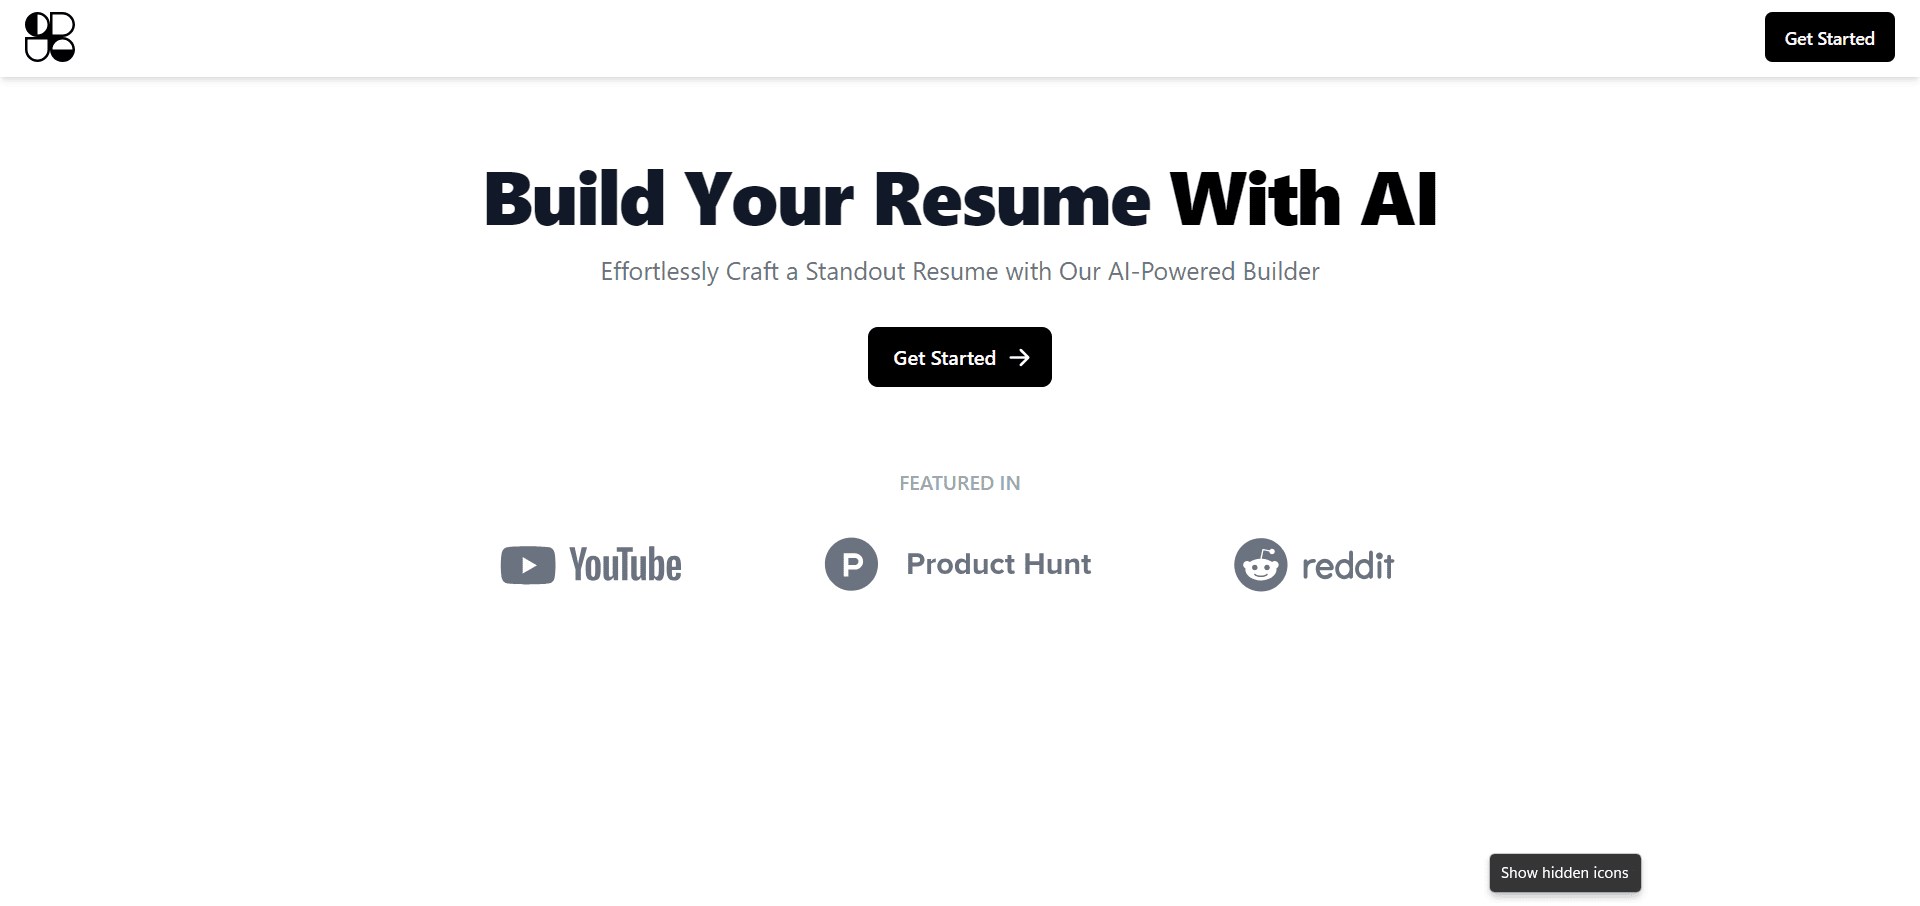 Get Started
Build Your Resume With AI
Effortlessly Craft a Standout Resume with Our AI-Powered Builder
Get Started
FEATURED IN
YouTube
P Product Hunt
reddit
Show hidden icons